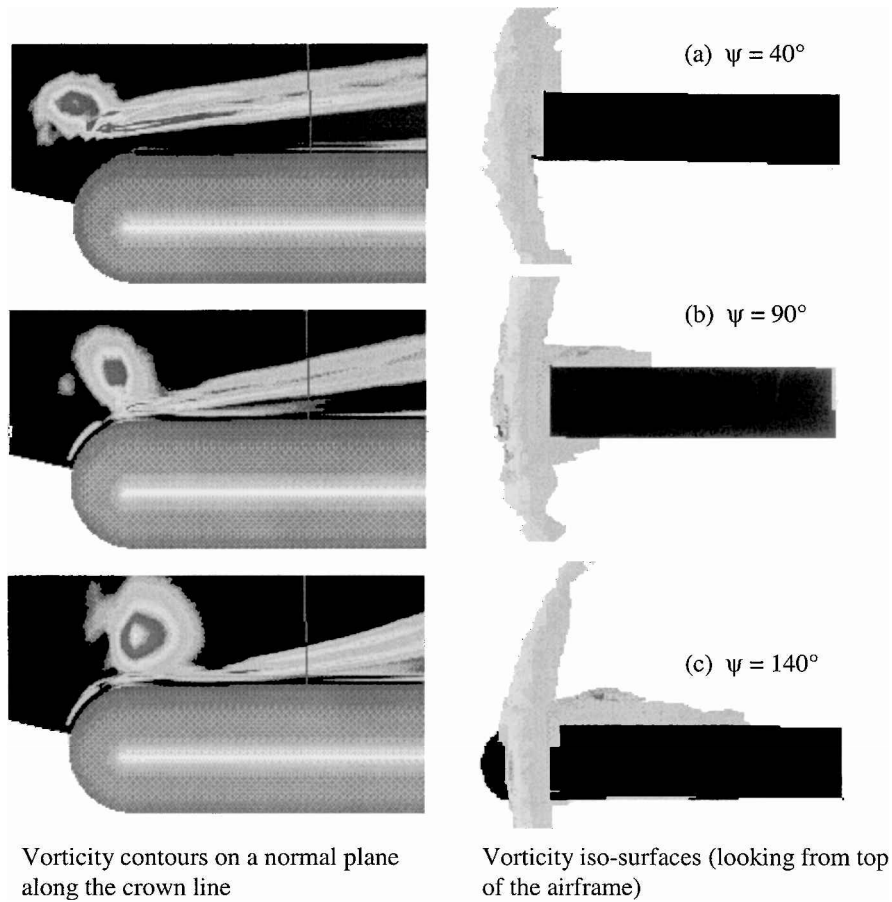 (a) ψ = 40°
(b) ψ = 90°
(c) ψ = 140°
Vorticity contours on a normal plane
along the crown line
Vorticity iso-surfaces (looking from top
of the airframe)